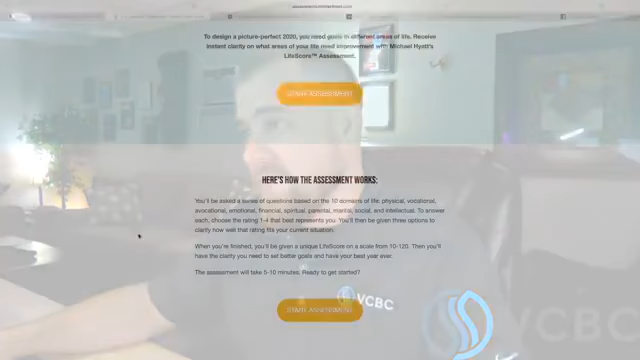 To design a picture-perfect 2020, you need goals in different areas of life. Receive
instant clarity on what areas of your life need improvement with Michael Hyatt's
LifeScore™ Assessment.
START ASSESSMENT
HERE'S HOW THE ASSESSMENT WORKS:
You'll be asked a series of questions based on the 10 domains of life: physical, vocational,
avocational, emotional, financial, spiritual, parental, marital, social, and intellectual. To answer
each, choose the rating 1-4 that best represents you. You'll then be given three options to
clarify how well that rating fits your current situation.
When you're finished, you'll be given a unique LifeScore on a scale from 10-120. Then you'll
have the clarity you need to set better goals and have your best year ever.
The assessment will take 5-10 minutes. Ready to get started?
START ASSESSMENT
VCBC
VCBC